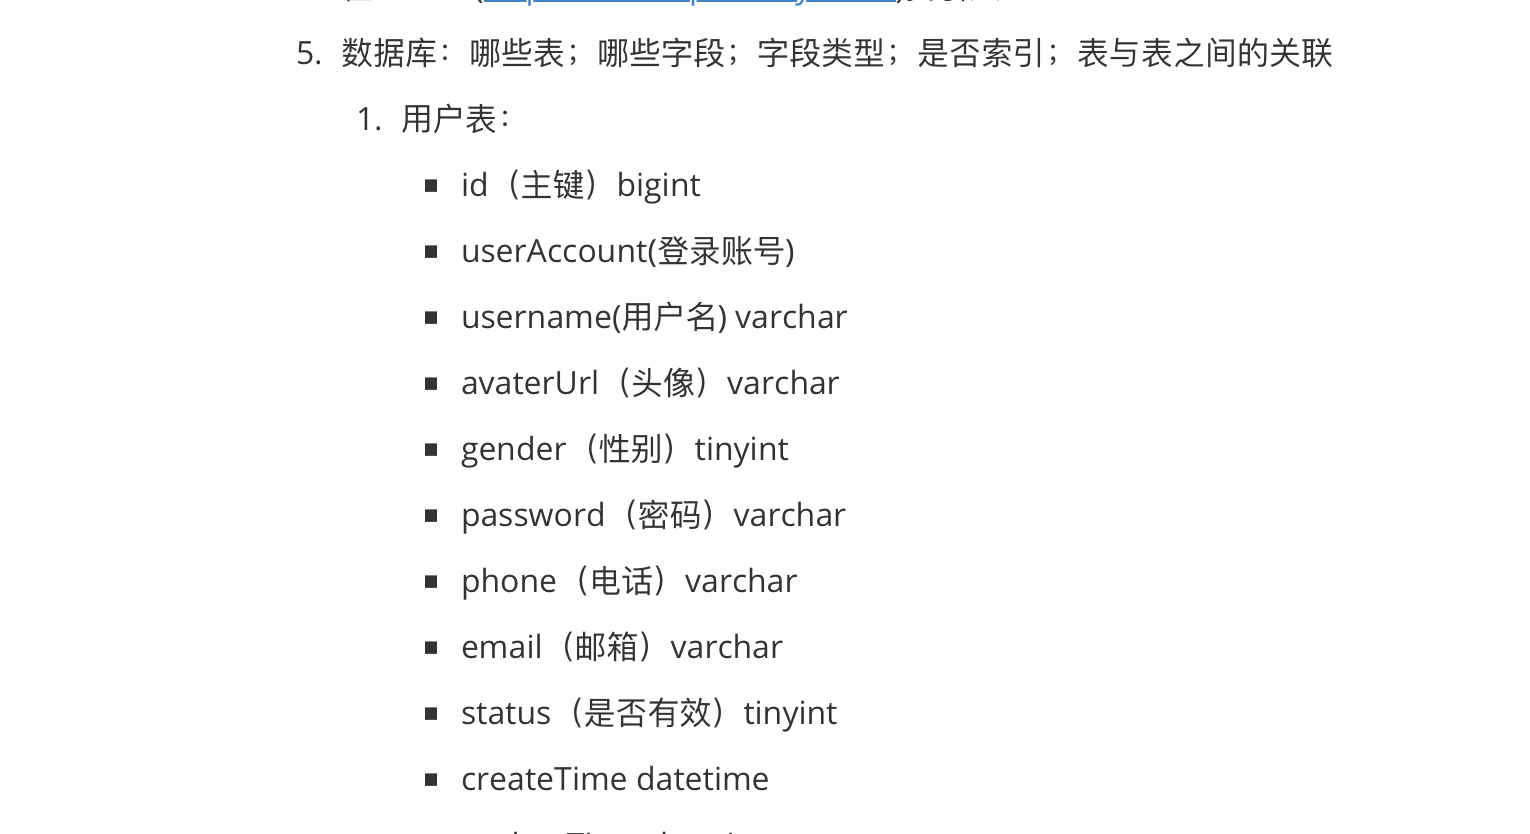 5. 数据库：哪些表；哪些字段；字段类型；是否索引；表与表之间的关联
1. 用户表：
▪ id（主键）bigint
▪ userAccount(登录账号)
▪ username(用户名) varchar
▪ avaterUrl（头像）varchar
▪ gender（性别）tinyint
▪ password（密码）varchar
▪ phone（电话）varchar
▪ email（邮箱）varchar
▪ status（是否有效）tinyint
▪ createTime datetime